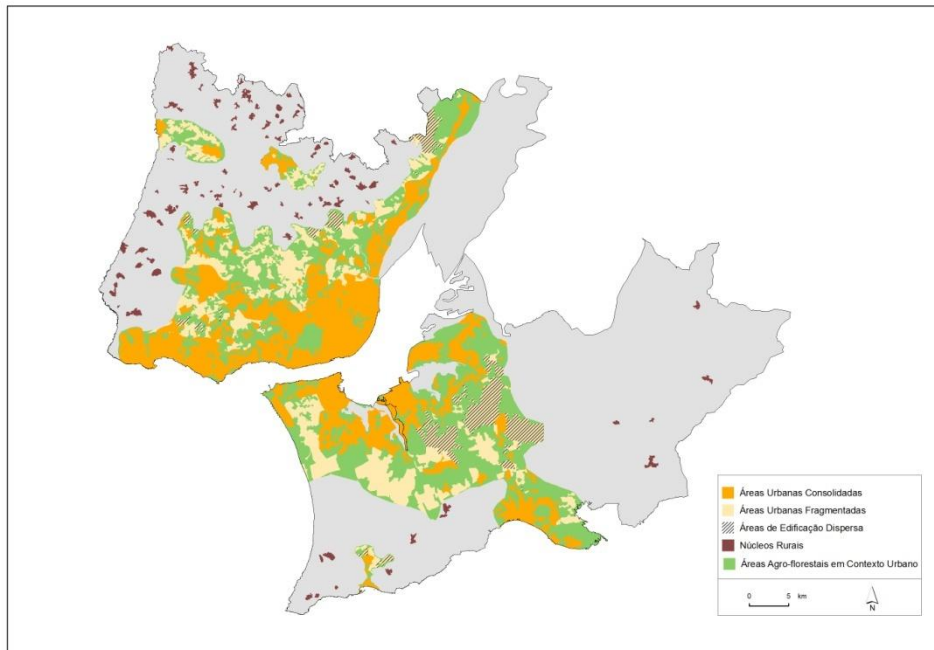 Áreas Urbanas Consolidadas
Áreas Urbanas Fragmentadas
Áreas de Edificação Dispersa
Núcleos Rurais
Áreas Agro-florestais em Contexto Urbano
0 5 km
N